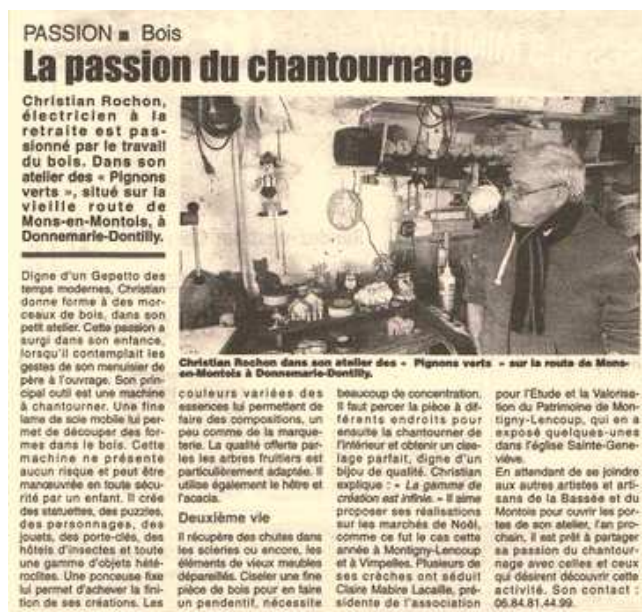 PASSION ■ Bois
La passion du chantournage
Christian Rochon,
électricien à la
retraite est pas-
sionné par le travail
du bois. Dans son
atelier des « Pignons
verts », situé sur la
vieille route de
Mons-en-Montois, à
Donnemarie-Dontilly.
Christian Rochon dans son atelier des « Pignons verts » sur la route de Mons-
en-Montois à Donnemarie-Dontilly.
Digne d'un Gepetto des
temps modernes, Christian
donne forme à des mor-
ceaux de bois, dans son
petit atelier. Cette passion a
surgi dans son enfance,
lorsqu'il contemplait les
gestes de son menuisier de
père à l'ouvrage. Son prin-
cipal outil est une machine
à chantourner. Une fine
lame de scie mobile lui per-
met de découper des for-
mes dans le bois. Cette
machine ne présente
aucun risque et peut être
manœuvrée en toute sécu-
rité par un enfant. Il crée
des statuettes, des puzzles,
des personnages, des
jouets, des porte-clés, des
hôtels d'insectes et toute
une gamme d'objets hété-
roclites. Une ponceuse fixe
lui permet d'achever la fini-
tion de ses créations. Les
couleurs variées des
essences lui permettent de
faire des compositions, un
peu comme de la marque-
terie. La qualité offerte par-
les les arbres fruitiers est
particulièrement adaptée. Il
utilise également le hêtre et
l'acacia.
Deuxième vie
Il récupère des chutes dans
les scieries ou encore, les
éléments de vieux meubles
dépareillés. Ciseler une fine
pièce de bois pour en faire
un pendentif, nécessite
beaucoup de concentration.
Il faut percer la pièce à dif-
férents endroits pour
ensuite la chantourner de
l'intérieur et obtenir un cise-
lage parfait, digne d'un
bijou de qualité. Christian
explique : « La gamme de
création est infinie. » Il aime
proposer ses réalisations
sur les marchés de Noël,
comme ce fut le cas cette
année à Montigny-Lencoup
et à Vimpelles. Plusieurs de
ses crèches ont séduit
Claire Mabire Lacaille, pré-
sidente de l'association
pour l'Étude et la Valorisa-
tion du Patrimoine de Mon-
tigny-Lencoup, qui en a
exposé quelques-unes
dans l'église Sainte-Gene-
viève.
En attendant de se joindre
aux autres artistes et arti-
sans de la Bassée et du
Montois pour ouvrir les por-
tes de son atelier, l'an pro-
chain, il est prêt à partager
sa passion du chantour-
nage avec celles et ceux
qui désirent découvrir cette
activité. Son contact :
06.84.81.44.99.